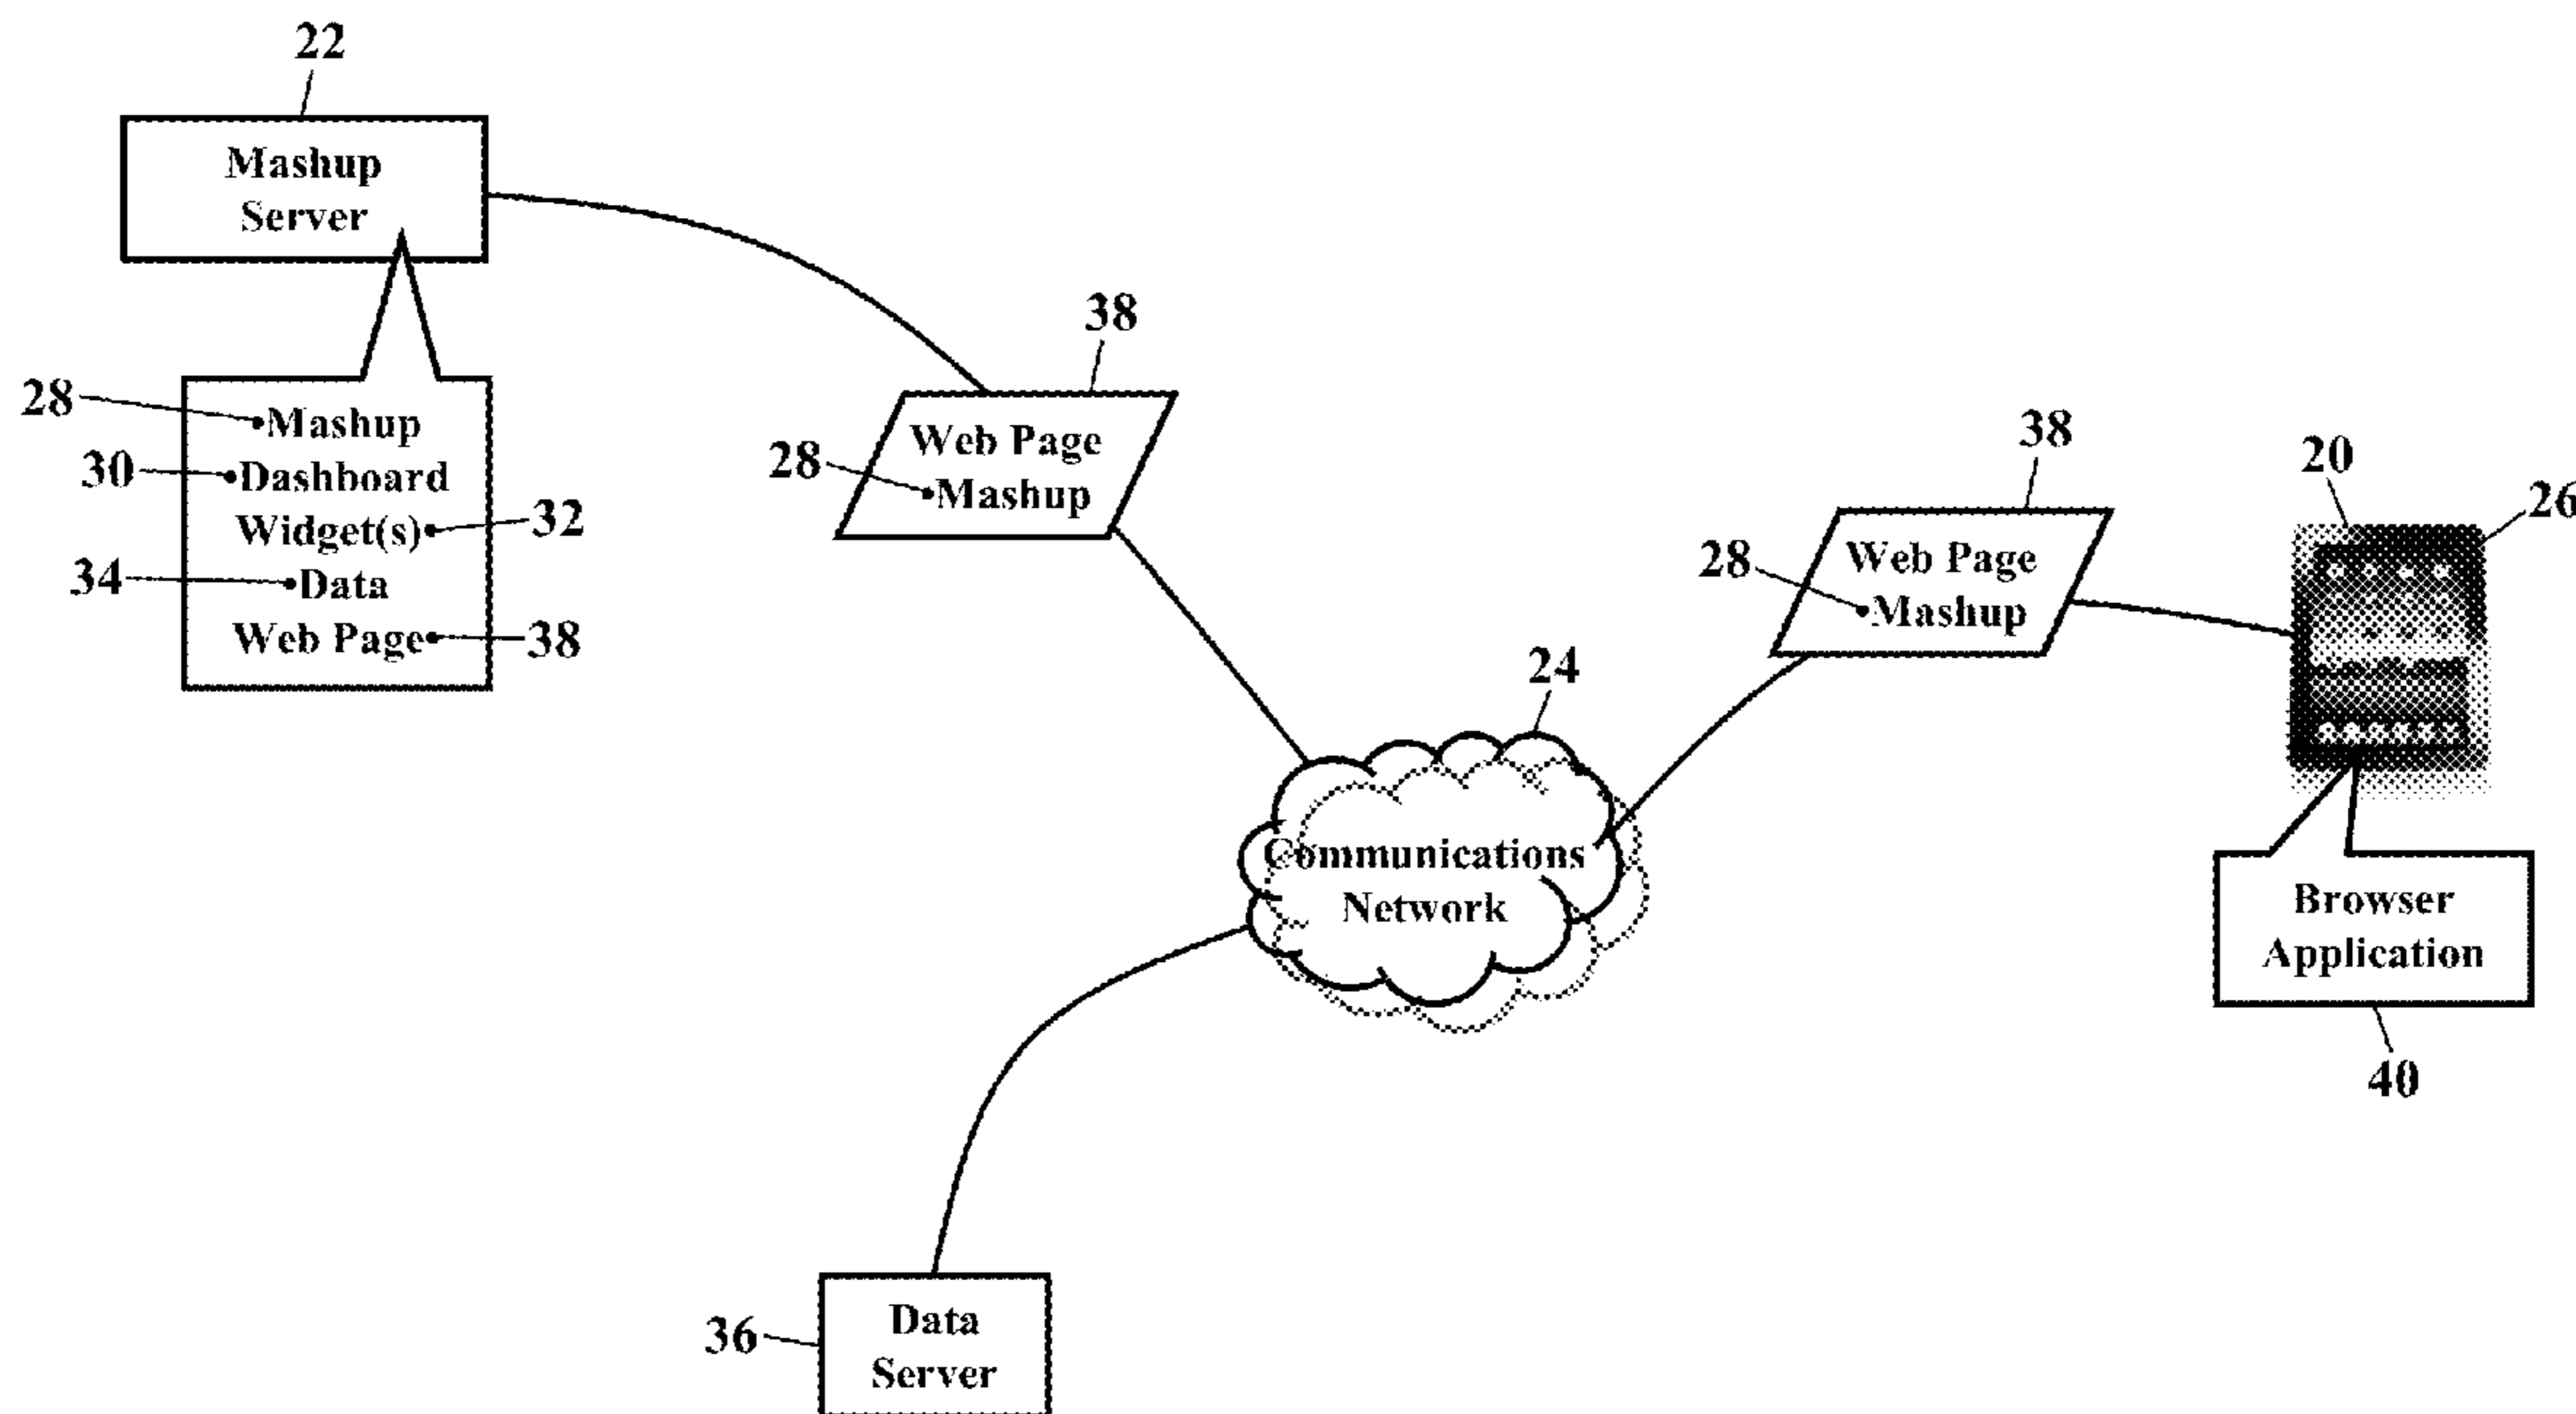 22
Mashup
Server
28
•Mashup
30
•Dashboard
Widget(s)•
32
34
•Data
Web Page•
38
38
Web Page
28
•Mashup
38
Web Page
28
•Mashup
20
26
24
Communications
Network
Browser
Application
40
36
Data
Server